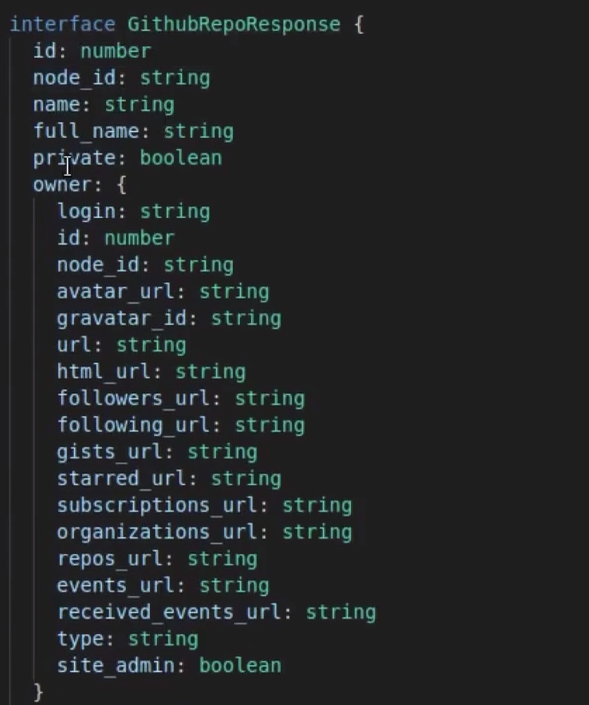 interface GithubRepoResponse {
id: number
node_id: string
name: string
full_name: string
private: boolean
owner: {
login: string
id: number
node_id: string
avatar_url: string
gravatar_id: string
url: string
html_url: string
followers_url: string
following_url: string
gists_url: string
starred_url: string
subscriptions_url: string
organizations_url: string
repos_url: string
events_url: string
received_events_url: string
type: string
site_admin: boolean
}